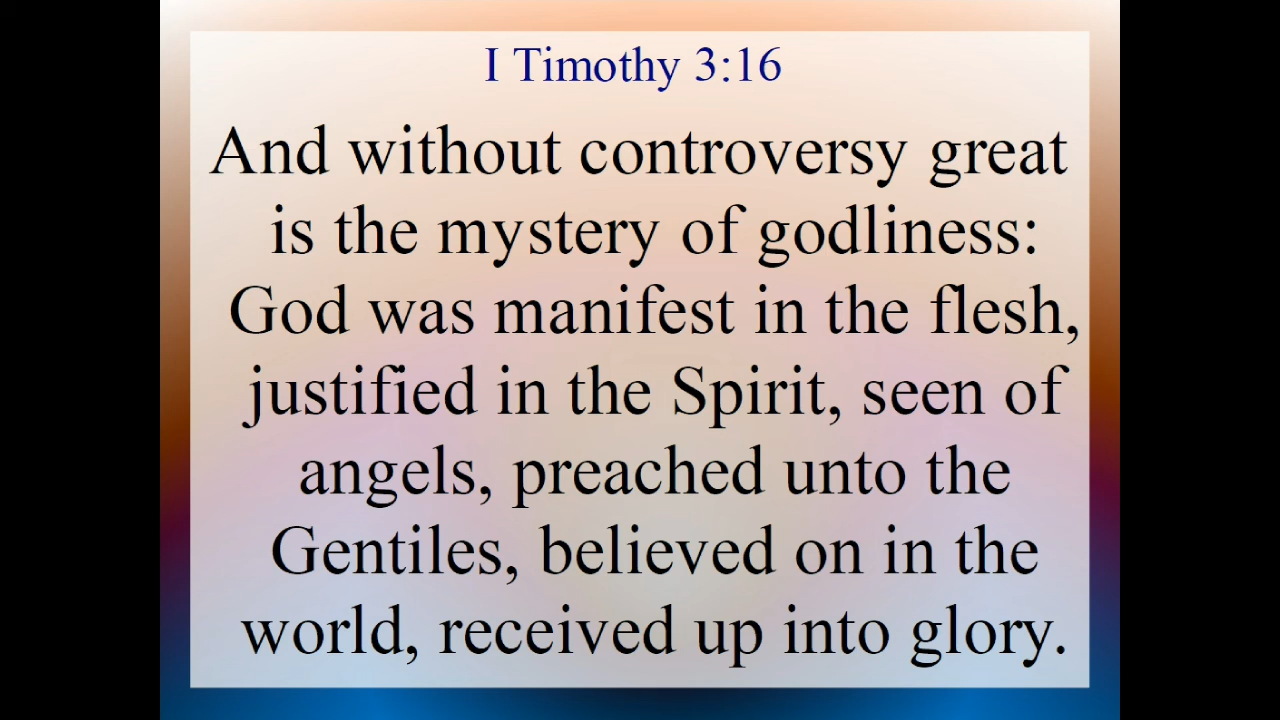 I Timothy 3:16
And without controversy great
is the mystery of godliness:
God was manifest in the flesh,
justified in the Spirit, seen of
angels, preached unto the
Gentiles, believed on in the
world, received up into glory.